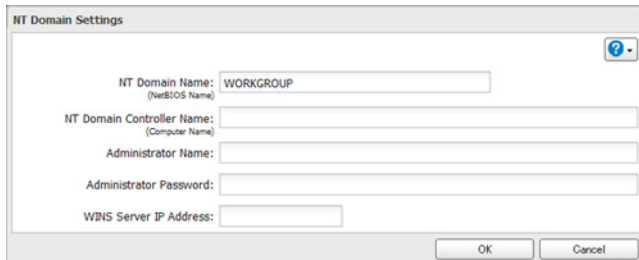 NT Domain Settings
?
NT Domain Name: WORKGROUP
(NetBIOS Name)
NT Domain Controller Name:
(Computer Name)
Administrator Name:
Administrator Password:
WINS Server IP Address:
OK Cancel